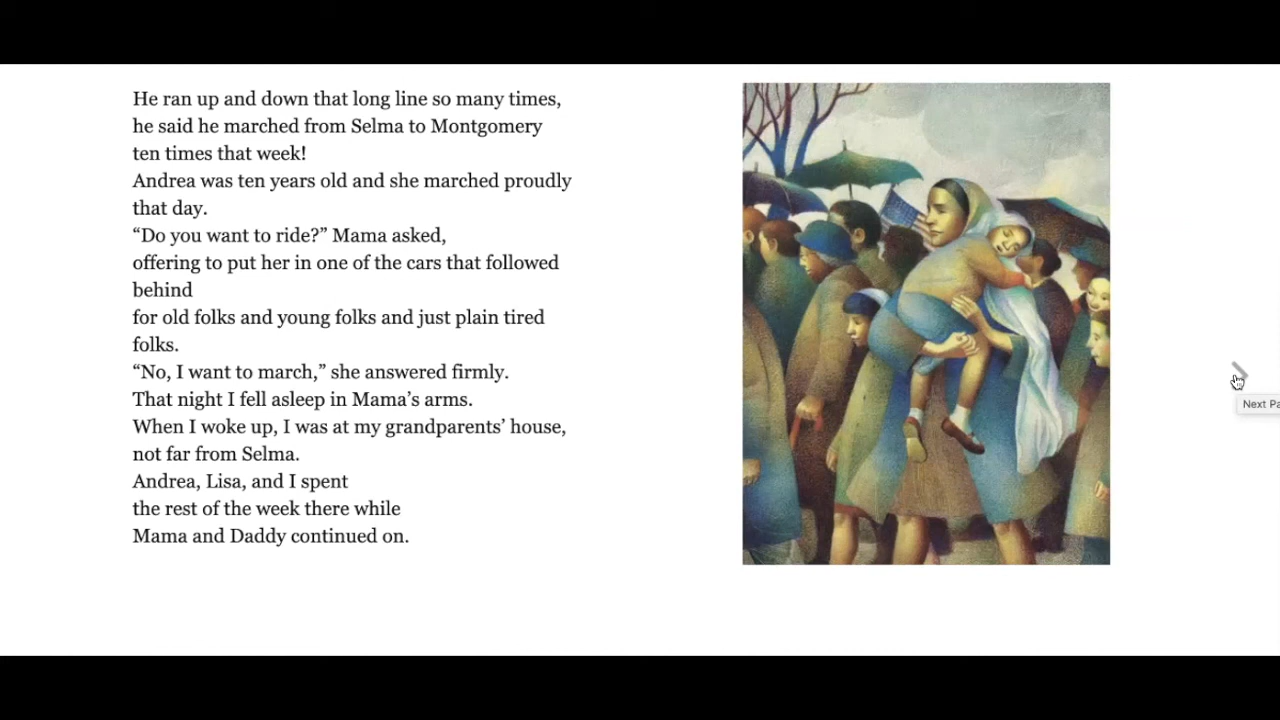 He ran up and down that long line so many times,
he said he marched from Selma to Montgomery
ten times that week!
Andrea was ten years old and she marched proudly
that day.
“Do you want to ride?” Mama asked,
offering to put her in one of the cars that followed
behind
for old folks and young folks and just plain tired
folks.
“No, I want to march,” she answered firmly.
That night I fell asleep in Mama’s arms.
When I woke up, I was at my grandparents’ house,
not far from Selma.
Andrea, Lisa, and I spent
the rest of the week there while
Mama and Daddy continued on.
Next Pa